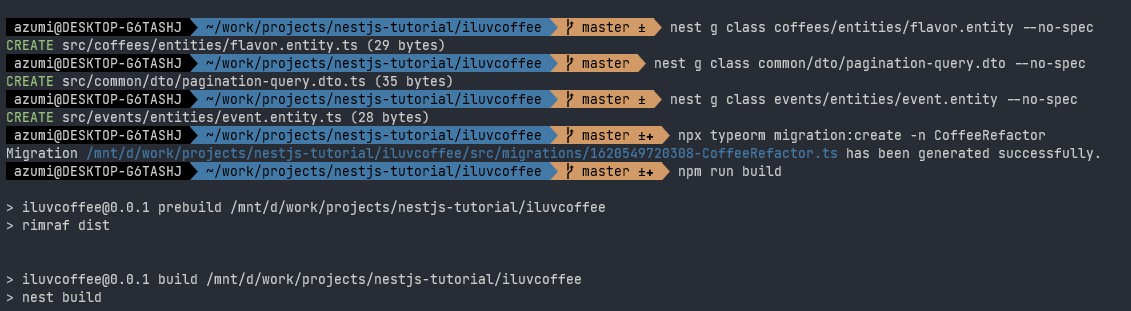 azumi@DESKTOP-G6TASHJ ~/work/projects/nestjs-tutorial/iluvcoffee master ± nest g class coffees/entities/flavor.entity --no-spec
CREATE src/coffees/entities/flavor.entity.ts (29 bytes)
azumi@DESKTOP-G6TASHJ ~/work/projects/nestjs-tutorial/iluvcoffee master nest g class common/dto/pagination-query.dto --no-spec
CREATE src/common/dto/pagination-query.dto.ts (35 bytes)
azumi@DESKTOP-G6TASHJ ~/work/projects/nestjs-tutorial/iluvcoffee master ± nest g class events/entities/event.entity --no-spec
CREATE src/events/entities/event.entity.ts (28 bytes)
azumi@DESKTOP-G6TASHJ ~/work/projects/nestjs-tutorial/iluvcoffee master ±+ npx typeorm migration:create -n CoffeeRefactor
Migration /mnt/d/work/projects/nestjs-tutorial/iluvcoffee/src/migrations/1620549720308-CoffeeRefactor.ts has been generated successfully.
azumi@DESKTOP-G6TASHJ ~/work/projects/nestjs-tutorial/iluvcoffee master ±+ npm run build
> iluvcoffee@0.0.1 prebuild /mnt/d/work/projects/nestjs-tutorial/iluvcoffee
> rimraf dist
> iluvcoffee@0.0.1 build /mnt/d/work/projects/nestjs-tutorial/iluvcoffee
> nest build